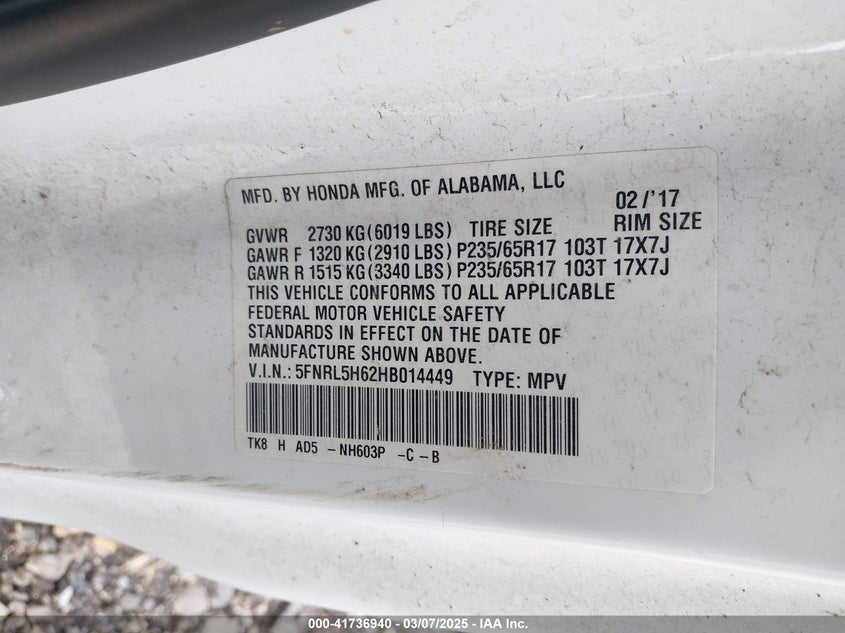 MFD. BY HONDA MFG. OF ALABAMA, LLC
02/'17
GVWR 2730 KG(6019 LBS) TIRE SIZE RIM SIZE
GAWR F 1320 KG(2910 LBS) P235/65R17 103T 17X7J
GAWR R 1515 KG(3340 LBS) P235/65R17 103T 17X7J
THIS VEHICLE CONFORMS TO ALL APPLICABLE
FEDERAL MOTOR VEHICLE SAFETY
STANDARDS IN EFFECT ON THE DATE OF
MANUFACTURE SHOWN ABOVE.
V.I.N.: 5FNRL5H62HB014449 TYPE: MPV
TK8 H AD5 -NH603P -C-B
000-41736940 - 03/07/2025 - IAA Inc.